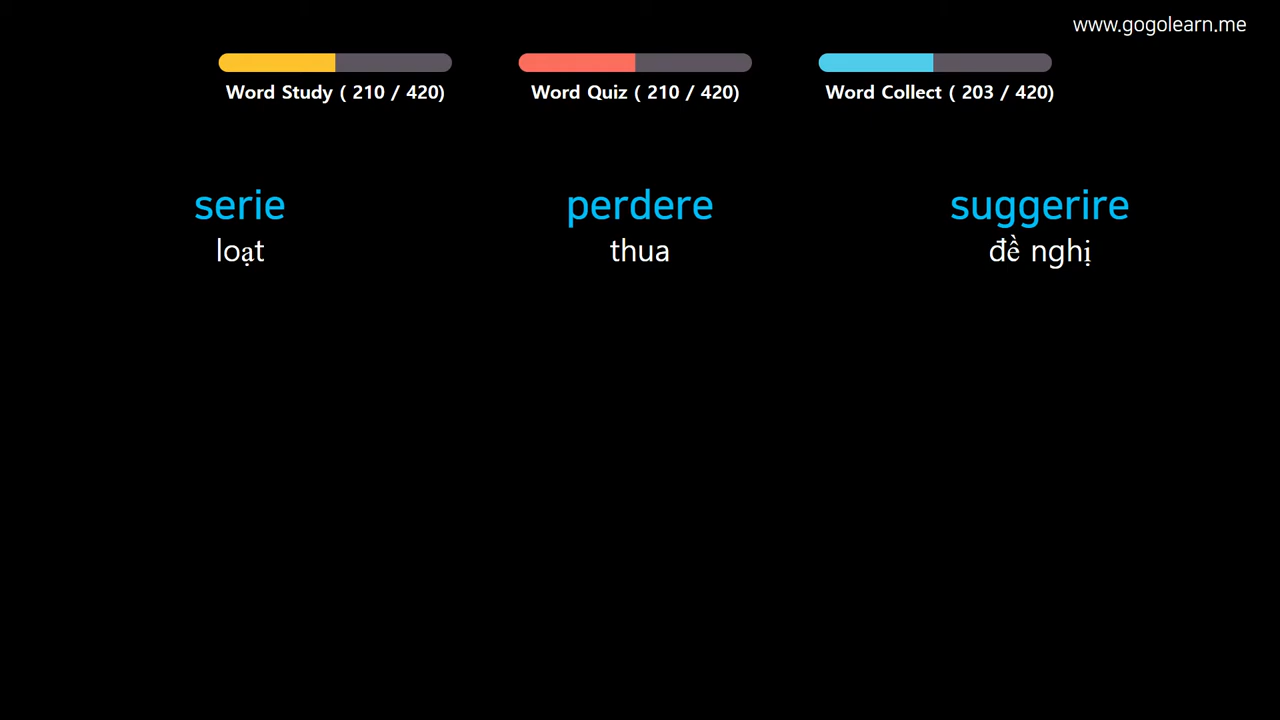 www.gogolearn.me
Word Study ( 210 / 420)
Word Quiz ( 210 / 420)
Word Collect ( 203 / 420)
serie
loạt
perdere
thua
suggerire
đề nghị